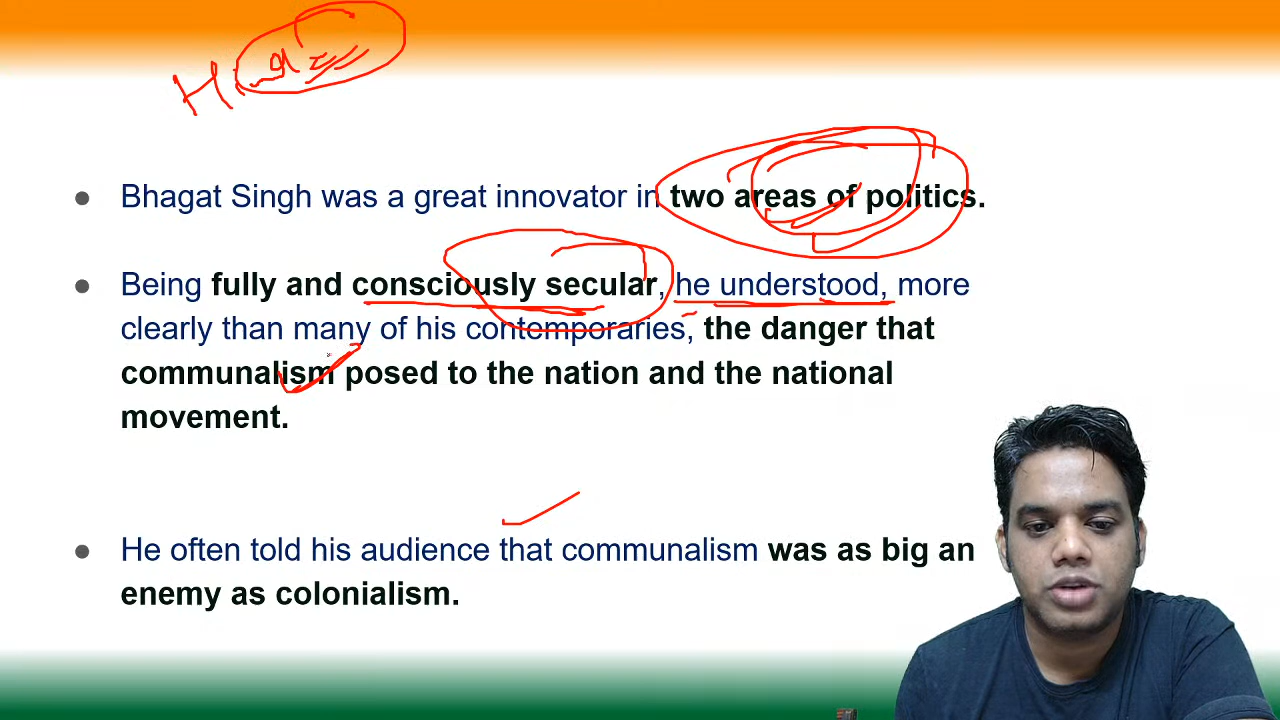 Bhagat Singh was a great innovator in two areas of politics.
Being fully and consciously secular, he understood, more
clearly than many of his contemporaries, the danger that
communalism posed to the nation and the national
movement.
He often told his audience that communalism was as big an
enemy as colonialism.